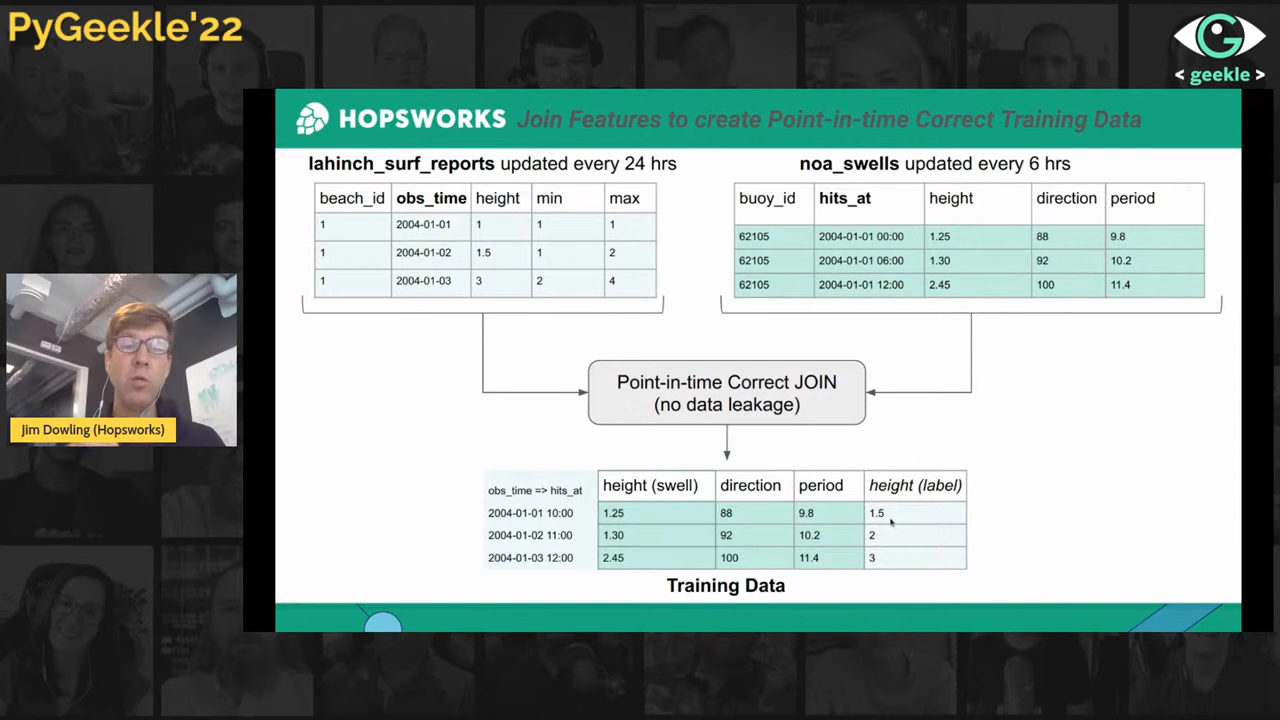 PyGeekle'22
G
< geekle >
HOPSWORKS Join Features to create Point-in-time Correct Training Data
lahinch_surf_reports updated every 24 hrs
beach_id obs_time height min max
1 2004-01-01 1 1 1
1 2004-01-02 1.5 1 2
1 2004-01-03 3 2 4
noa_swells updated every 6 hrs
buoy_id hits_at height direction period
62105 2004-01-01 00:00 1.25 88 9.8
62105 2004-01-01 06:00 1.30 92 10.2
62105 2004-01-01 12:00 2.45 100 11.4
Point-in-time Correct JOIN
(no data leakage)
Jim Dowling (Hopsworks)
obs_time => hits_at height (swell) direction period height (label)
2004-01-01 10:00 1.25 88 9.8 1.5
2004-01-02 11:00 1.30 92 10.2 2
2004-01-03 12:00 2.45 100 11.4 3
Training Data